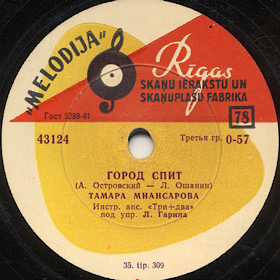 "MELODIJA"
Rīgas
SKAŅU IERAKSTU UN
SKAŅUPLAŠU FABRIKA
Гост 5289-61
78
43124
Третья гр. 0-57
ГОРОД СПИТ
(А. Островский — Л. Ошанин)
ТАМАРА МИАНСАРОВА
Инстр. анс. «Три+два»
под упр. Л. Гарина
35. tip. 309